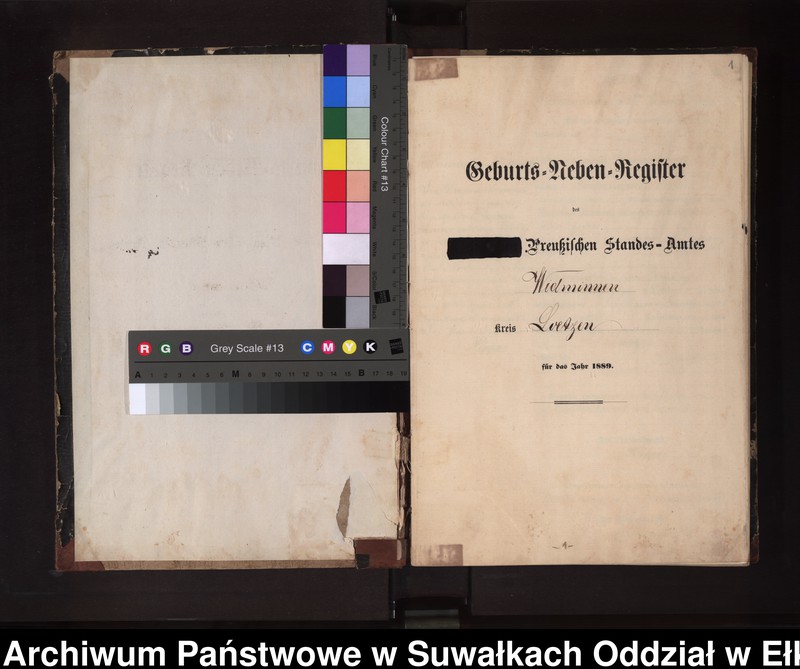 1
Geburts-Neben-Register
des
Preußischen Standes-Amtes
Widminnen
Kreis Loetzen
für das Jahr 1889.
Colour Chart #13
R G B Grey Scale #13 C M Y K
A 1 2 3 4 5 6 M 8 9 10 11 12 13 14 15 B 17 18 19
Archiwum Państwowe w Suwałkach Oddział w Eł